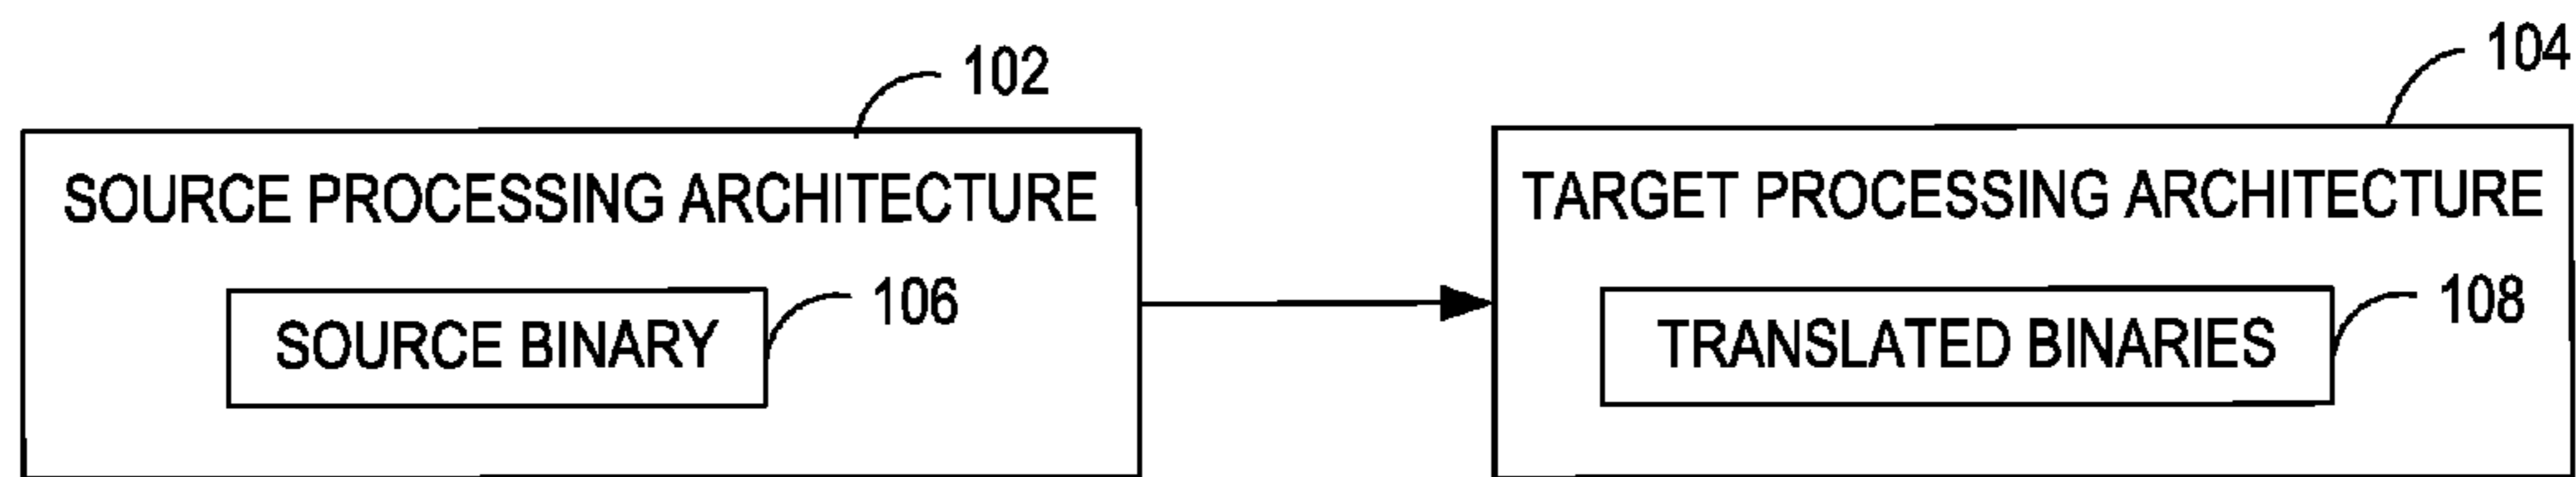 102
104
SOURCE PROCESSING ARCHITECTURE
TARGET PROCESSING ARCHITECTURE
106
SOURCE BINARY
108
TRANSLATED BINARIES